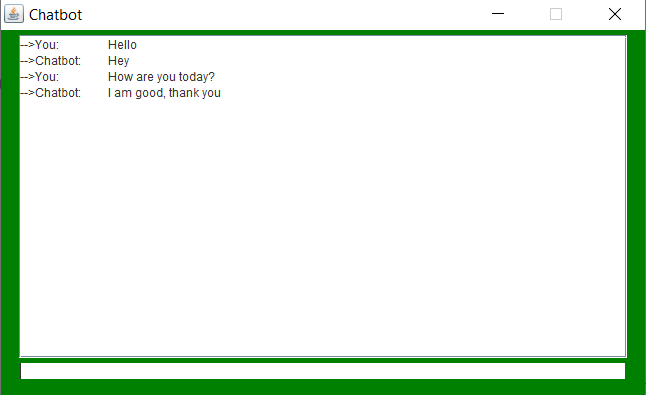 Chatbot
-->You: Hello
-->Chatbot: Hey
-->You: How are you today?
-->Chatbot: I am good, thank you